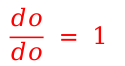 do/do = 1